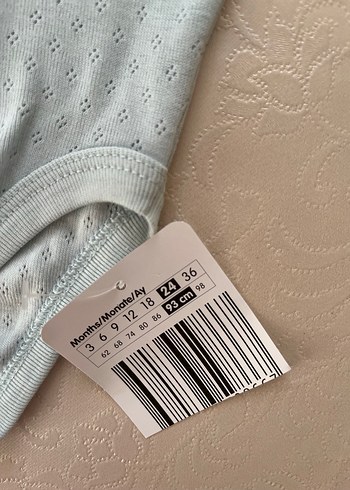 Months/Monate/Ay
3 6 9 12 18 24 36
62 68 74 80 86 93 cm 98